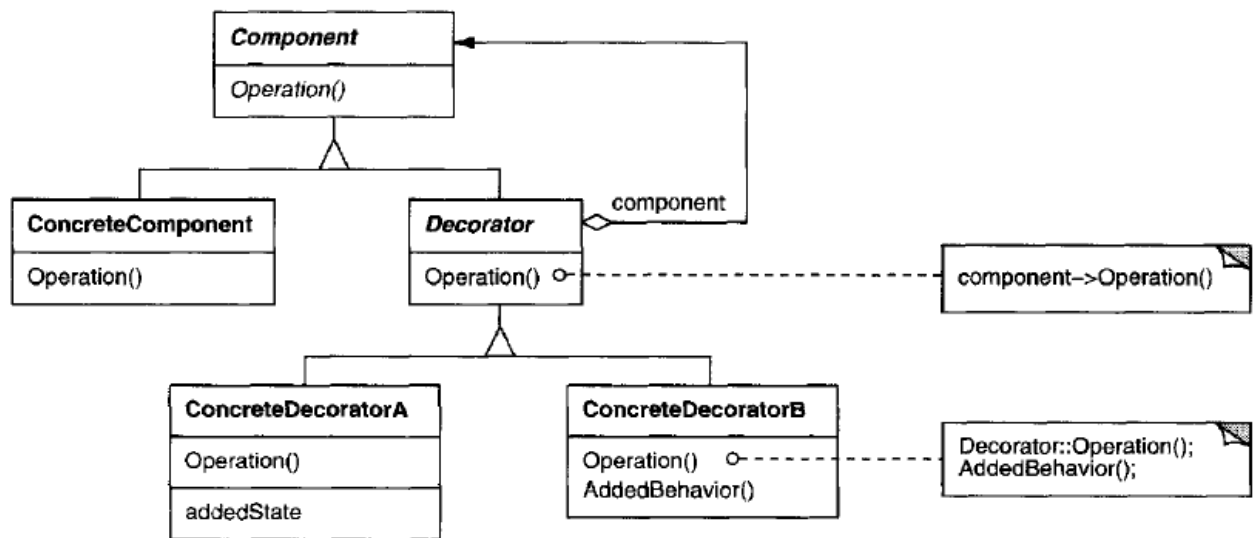 Component
Operation()
component
ConcreteComponent
Operation()
Decorator
Operation()
component->Operation()
ConcreteDecoratorA
Operation()
addedState
ConcreteDecoratorB
Operation()
AddedBehavior()
Decorator::Operation();
AddedBehavior();